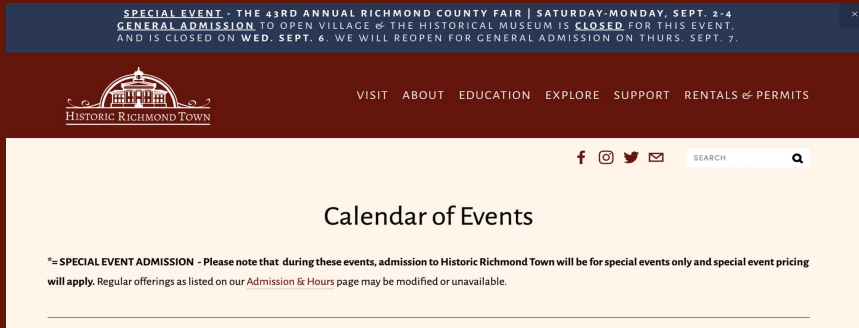 SPECIAL EVENT - THE 43RD ANNUAL RICHMOND COUNTY FAIR | SATURDAY-MONDAY, SEPT. 2-4
GENERAL ADMISSION TO OPEN VILLAGE & THE HISTORICAL MUSEUM IS CLOSED FOR THIS EVENT,
AND IS CLOSED ON WED. SEPT. 6. WE WILL REOPEN FOR GENERAL ADMISSION ON THURS. SEPT. 7.
HISTORIC RICHMOND TOWN
VISIT ABOUT EDUCATION EXPLORE SUPPORT RENTALS & PERMITS
SEARCH
Calendar of Events
*= SPECIAL EVENT ADMISSION - Please note that during these events, admission to Historic Richmond Town will be for special events only and special event pricing
will apply. Regular offerings as listed on our Admission & Hours page may be modified or unavailable.